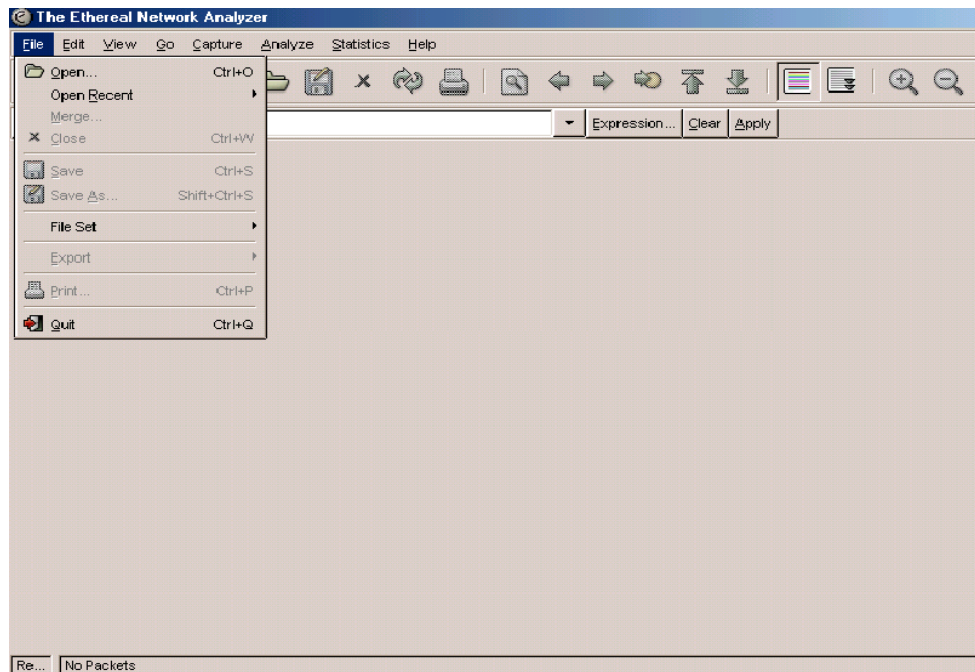 The Ethereal Network Analyzer
File Edit View Go Capture Analyze Statistics Help
Open... Ctrl+O
Open Recent
Merge...
Close Ctrl+W
Expression... Clear Apply
Save Ctrl+S
Save As... Shift+Ctrl+S
File Set
Export
Print... Ctrl+P
Quit Ctrl+Q
Re... No Packets